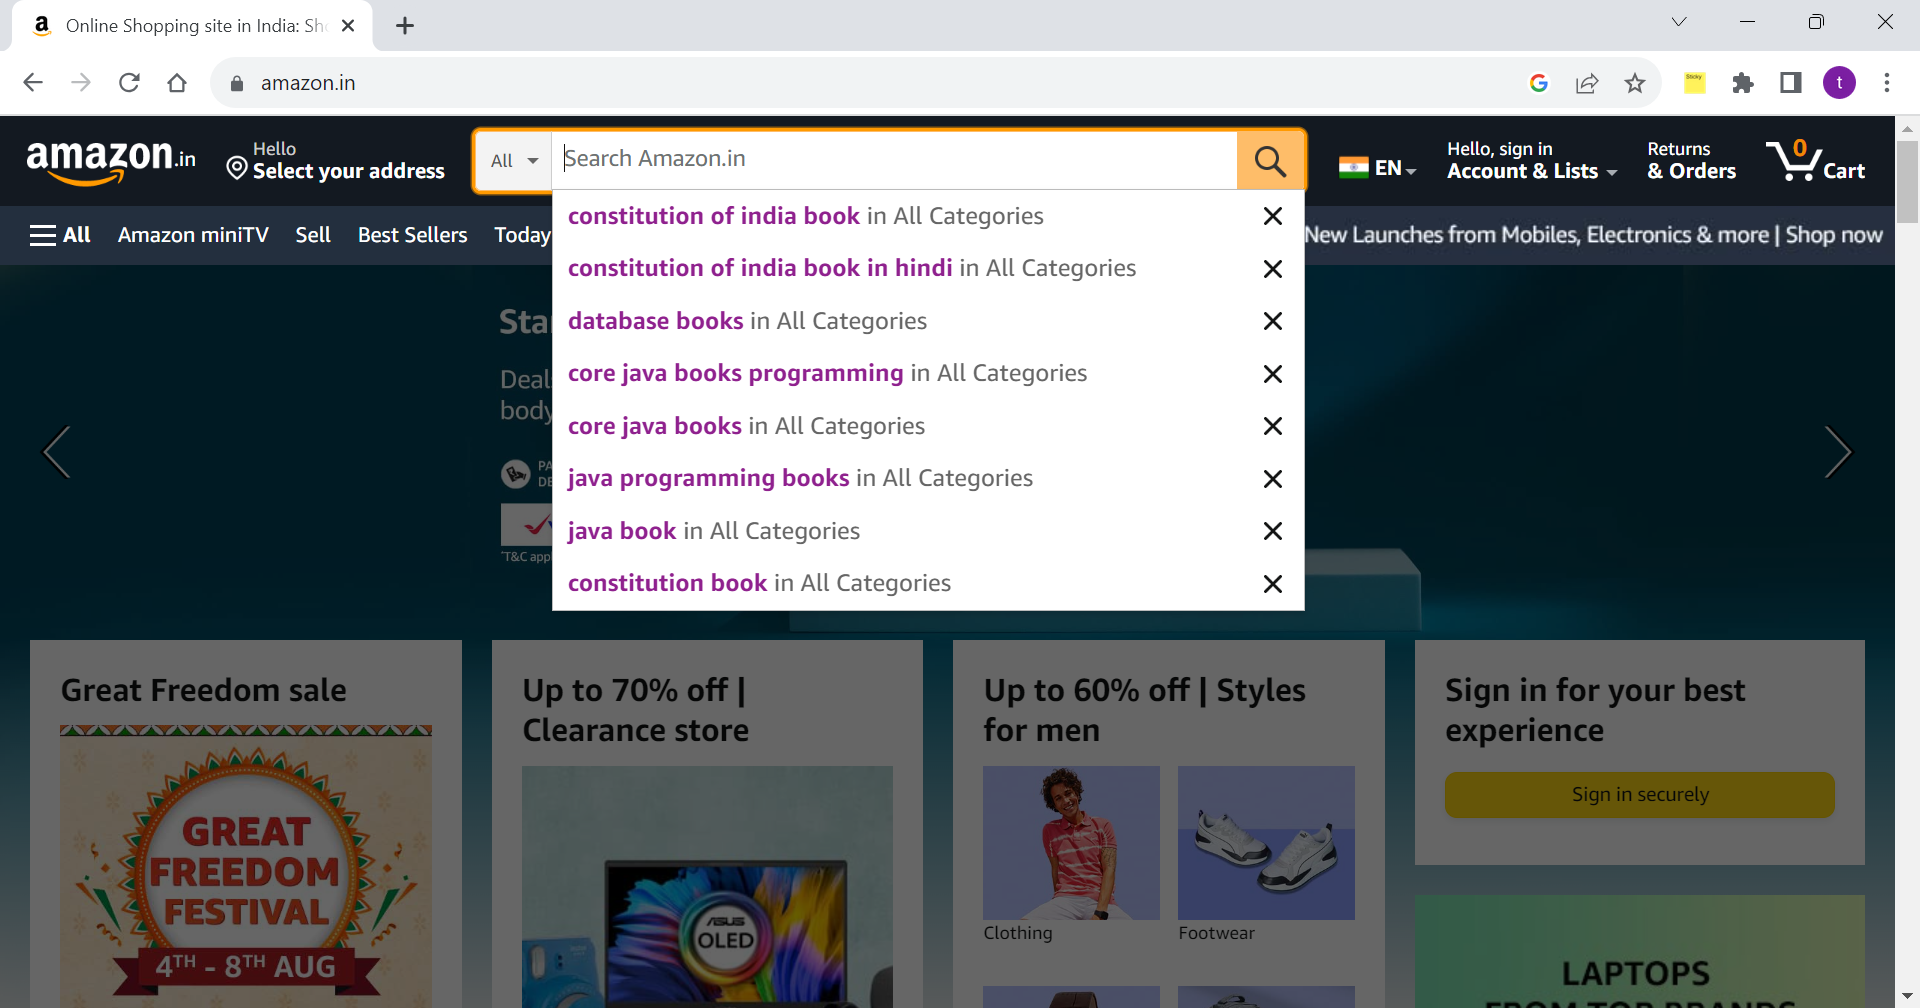 Online Shopping site in India: Sh
amazon.in
Sticky
t
amazon.in
Hello
Select your address
All
Search Amazon.in
EN
Hello, sign in
Account & Lists
Returns
& Orders
0
Cart
All
Amazon miniTV
Sell
Best Sellers
Today
New Launches from Mobiles, Electronics & more | Shop now
constitution of india book in All Categories
constitution of india book in hindi in All Categories
database books in All Categories
core java books programming in All Categories
core java books in All Categories
java programming books in All Categories
java book in All Categories
constitution book in All Categories
Deal
body
PA
DE
*T&C app
Great Freedom sale
GREAT
FREEDOM
FESTIVAL
4TH - 8TH AUG
Up to 70% off |
Clearance store
ASUS
OLED
Up to 60% off | Styles
for men
Clothing
Footwear
Sign in for your best
experience
Sign in securely
LAPTOPS
FROM TOP BRANDS